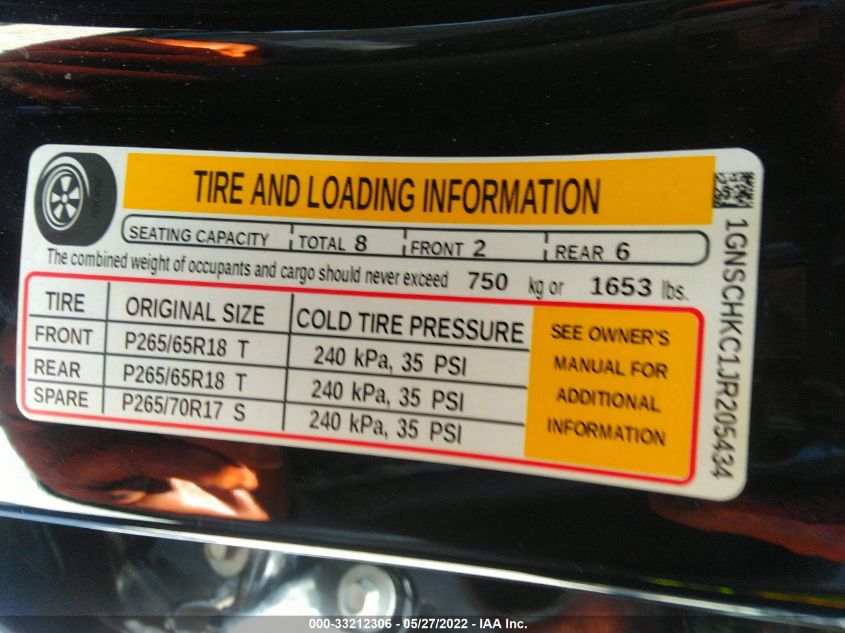 TIRE AND LOADING INFORMATION
SEATING CAPACITY TOTAL 8 FRONT 2 REAR 6
The combined weight of occupants and cargo should never exceed 750 kg or 1653 lbs.
TIRE ORIGINAL SIZE COLD TIRE PRESSURE
FRONT P265/65R18 T 240 kPa, 35 PSI
REAR P265/65R18 T 240 kPa, 35 PSI
SPARE P265/70R17 S 240 kPa, 35 PSI
SEE OWNER'S
MANUAL FOR
ADDITIONAL
INFORMATION
1GNSCHKC1JR205434
000-33212306 - 05/27/2022 - IAA Inc.